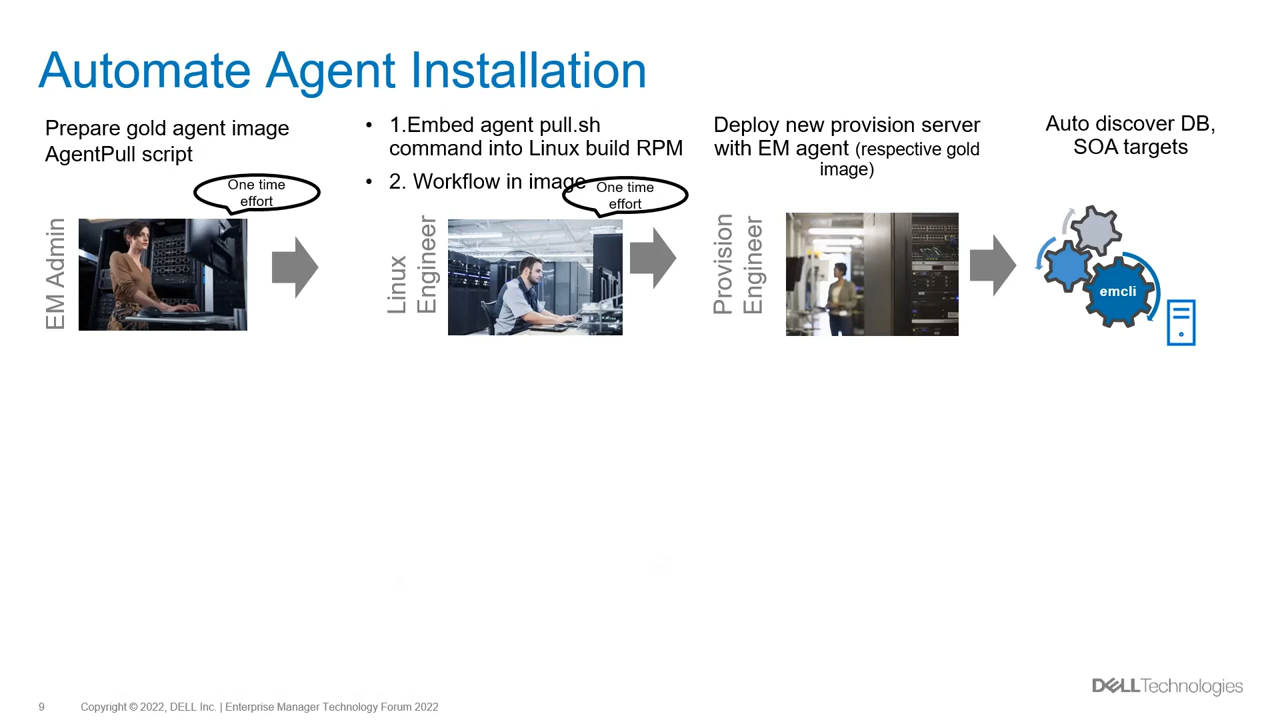 Automate Agent Installation
Prepare gold agent image
AgentPull script
One time
effort
EM Admin
• 1.Embed agent pull.sh
command into Linux build RPM
• 2. Workflow in image
One time
effort
Linux
Engineer
Deploy new provision server
with EM agent (respective gold
image)
Provision
Engineer
Auto discover DB,
SOA targets
emcli
DELLTechnologies
9
Copyright © 2022, DELL Inc. | Enterprise Manager Technology Forum 2022